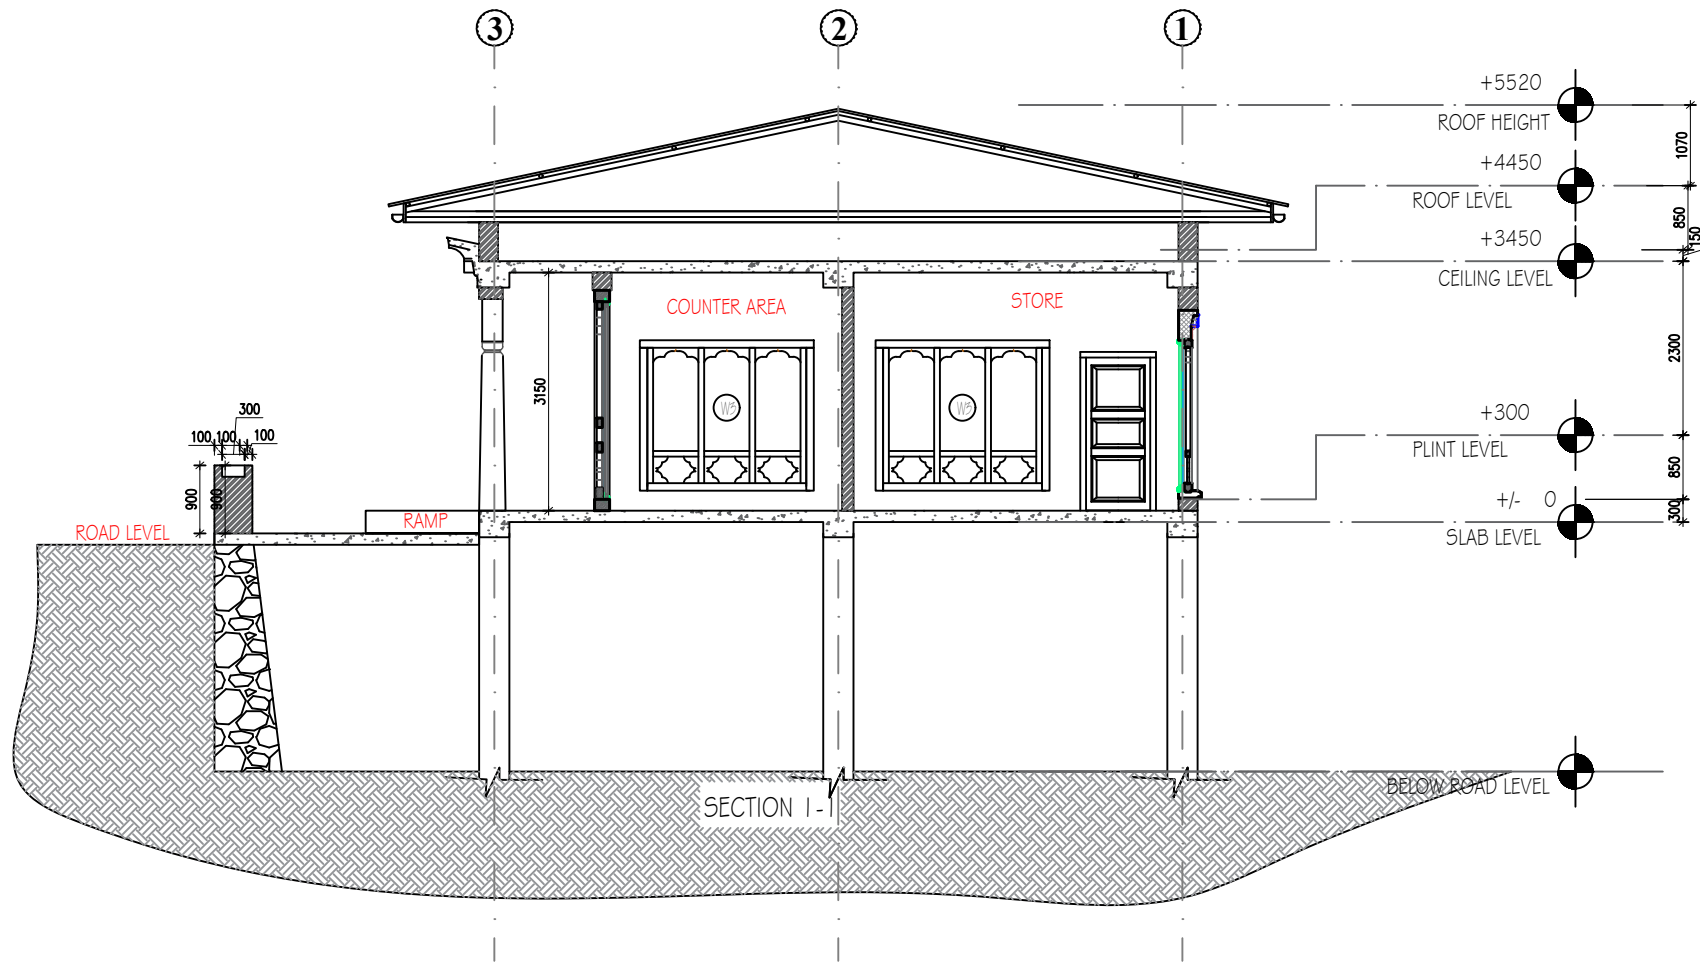 3
2
1
+5520
ROOF HEIGHT
1070
+4450
ROOF LEVEL
850
150
+3450
CEILING LEVEL
COUNTER AREA
STORE
2300
3150
W5
W5
300
100 100 100
+300
PLINT LEVEL
850
900
900
+/- 0
300
RAMP
ROAD LEVEL
SLAB LEVEL
BELOW ROAD LEVEL
SECTION 1-1